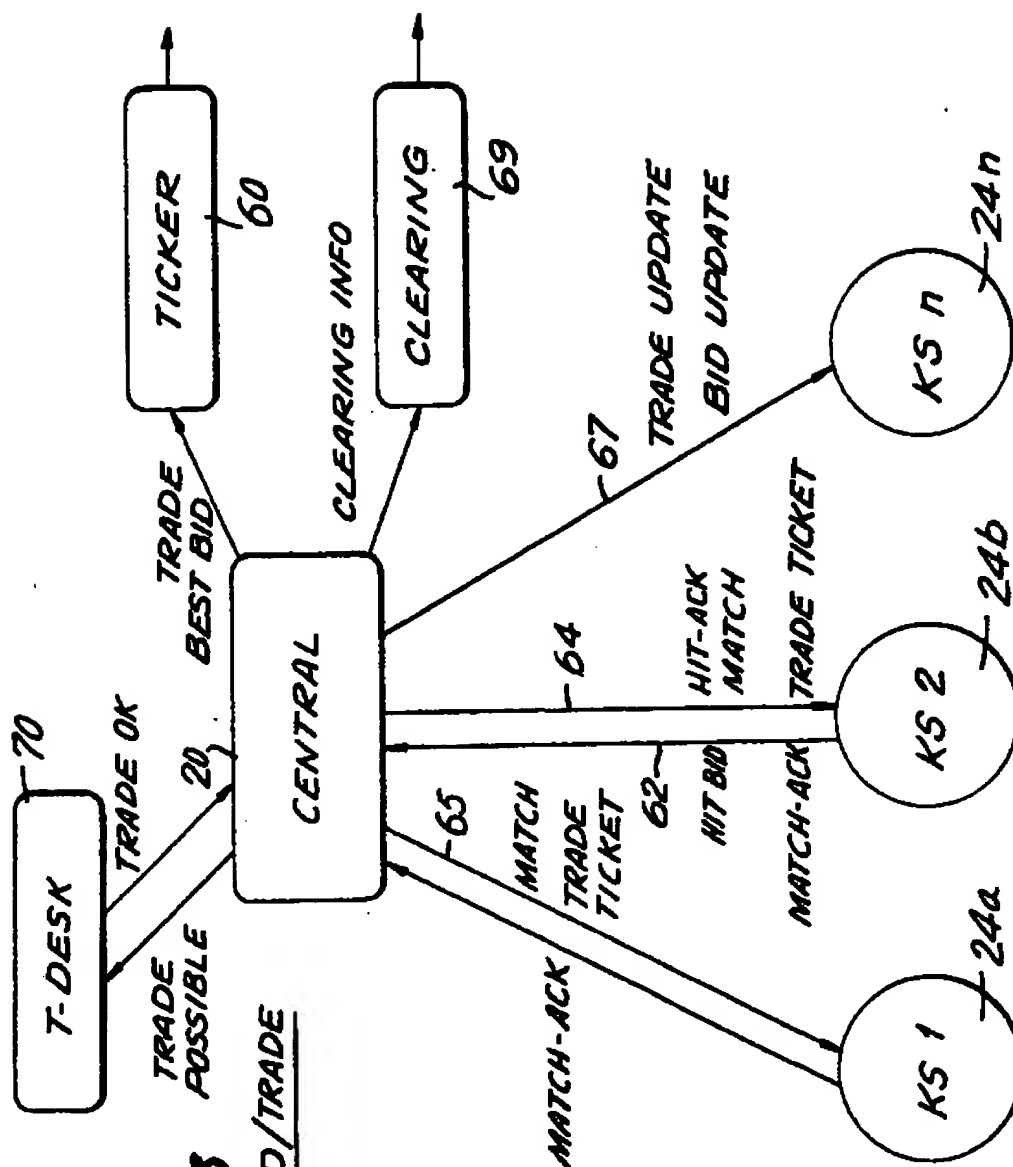 70
T-DESK
TRADE OK
TRADE
POSSIBLE
20
CENTRAL
TRADE
BEST BID
TICKER
60
CLEARING INFO
CLEARING
69
/TRADE
65
MATCH
TRADE
TICKET
MATCH-ACK
62
HIT BID
MATCH-ACK
64
HIT-ACK
MATCH
TRADE TICKET
67
TRADE UPDATE
BID UPDATE
KS 1
24a
KS 2
24b
KS n
24n